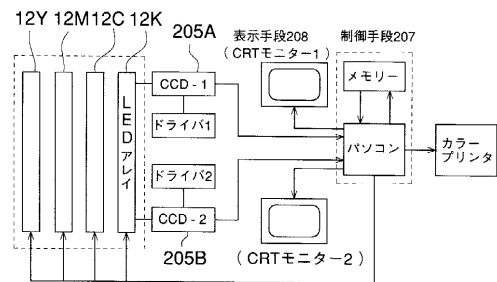 12Y 12M12C 12K
205A
表示手段208
(CRTモニター1)
制御手段207
LEDアレイ
CCD - 1
ドライバ1
メモリー
パソコン
カラー
プリンタ
ドライバ2
CCD - 2
205B
(CRTモニター2)